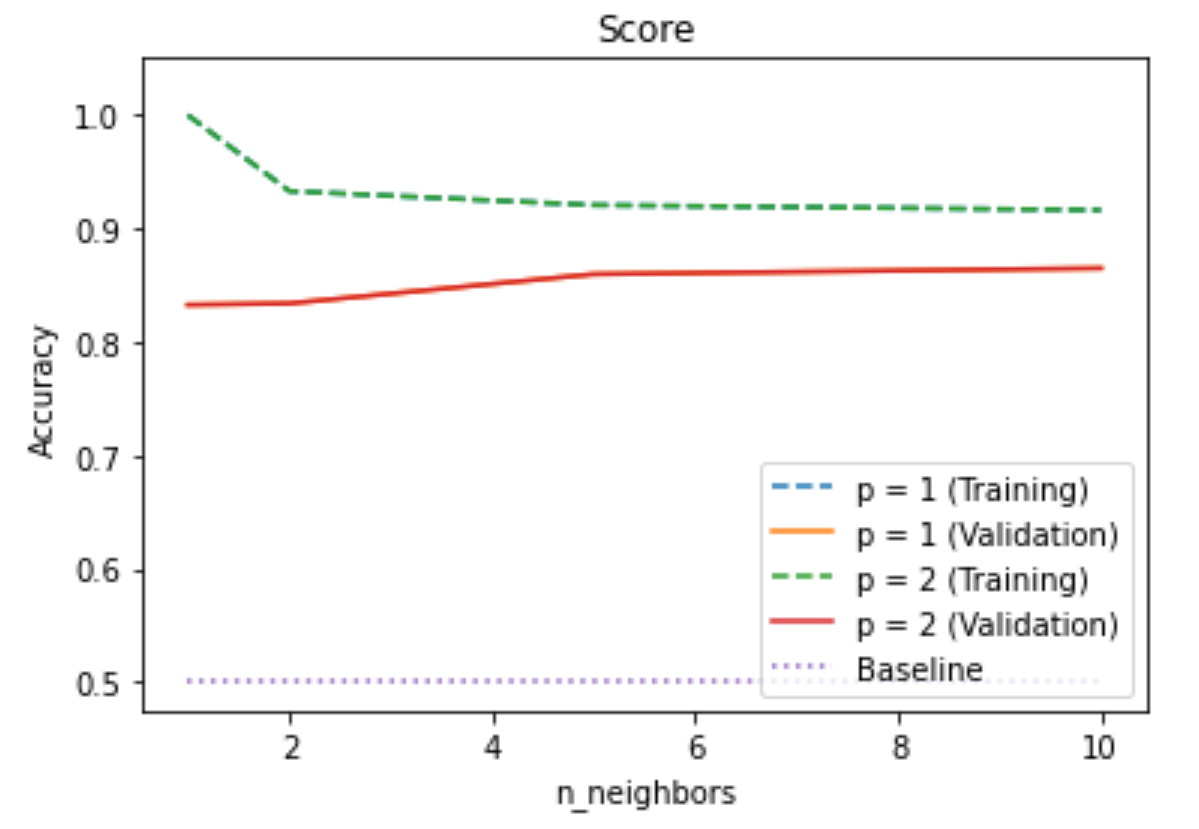 Score
1.0
0.9
0.8
0.7
0.6
0.5
Accuracy
p = 1 (Training)
p = 1 (Validation)
p = 2 (Training)
p = 2 (Validation)
Baseline
2 4 6 8 10
n_neighbors